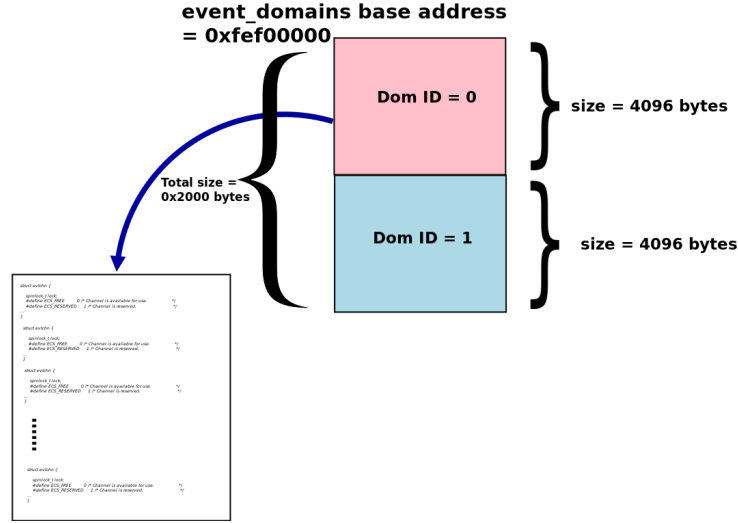 event_domains base address
= 0xfef00000
Dom ID = 0
size = 4096 bytes
Total size =
0x2000 bytes
Dom ID = 1
size = 4096 bytes
struct evtchn {
spinlock_t lock;
#define ECS_FREE 0 /* Channel is available for use. */
#define ECS_RESERVED 1 /* Channel is reserved. */
...
}
struct evtchn {
spinlock_t lock;
#define ECS_FREE 0 /* Channel is available for use. */
#define ECS_RESERVED 1 /* Channel is reserved. */
...
}
struct evtchn {
spinlock_t lock;
#define ECS_FREE 0 /* Channel is available for use. */
#define ECS_RESERVED 1 /* Channel is reserved. */
...
}
struct evtchn {
spinlock_t lock;
#define ECS_FREE 0 /* Channel is available for use. */
#define ECS_RESERVED 1 /* Channel is reserved. */
...
}